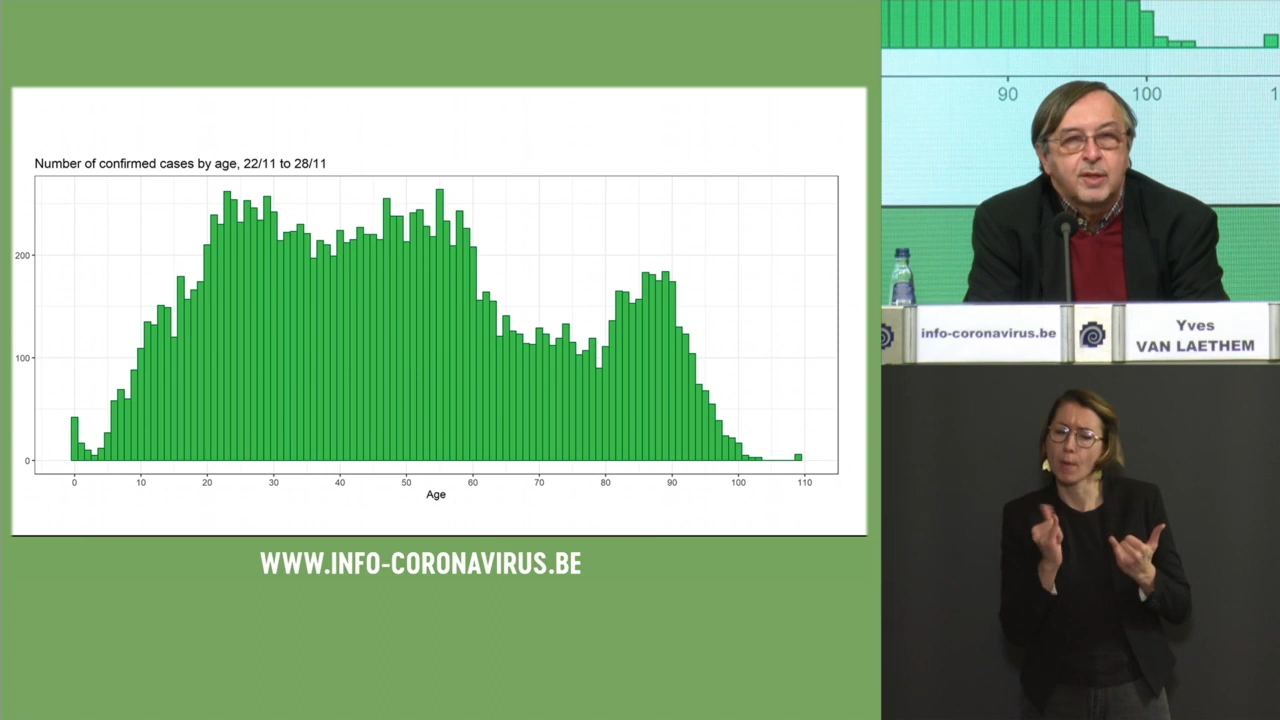 Number of confirmed cases by age, 22/11 to 28/11
200
100
0
0 10 20 30 40 50 60 70 80 90 100 110
Age
WWW.INFO-CORONAVIRUS.BE
90 100 1
info-coronavirus.be
Yves
VAN LAETHEM